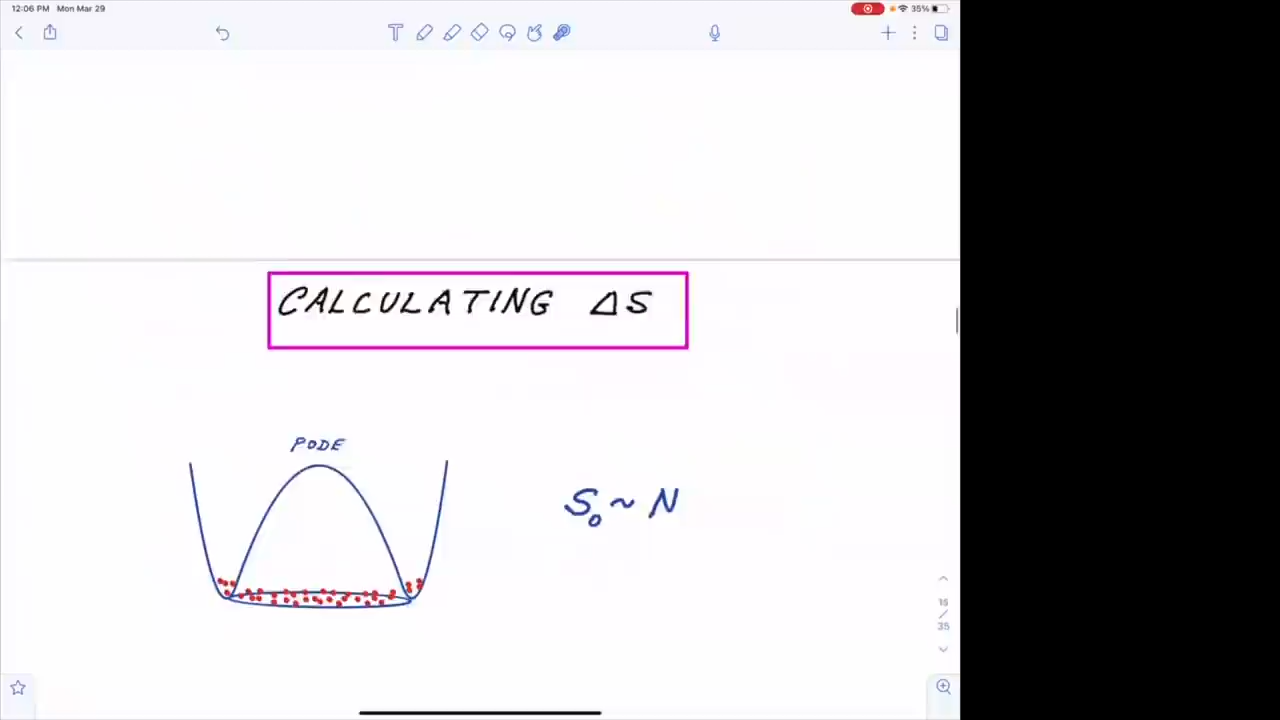 12:06 PM Mon Mar 29
35%
CALCULATING ΔS
PODE
S₀ ~ N
15
/
35